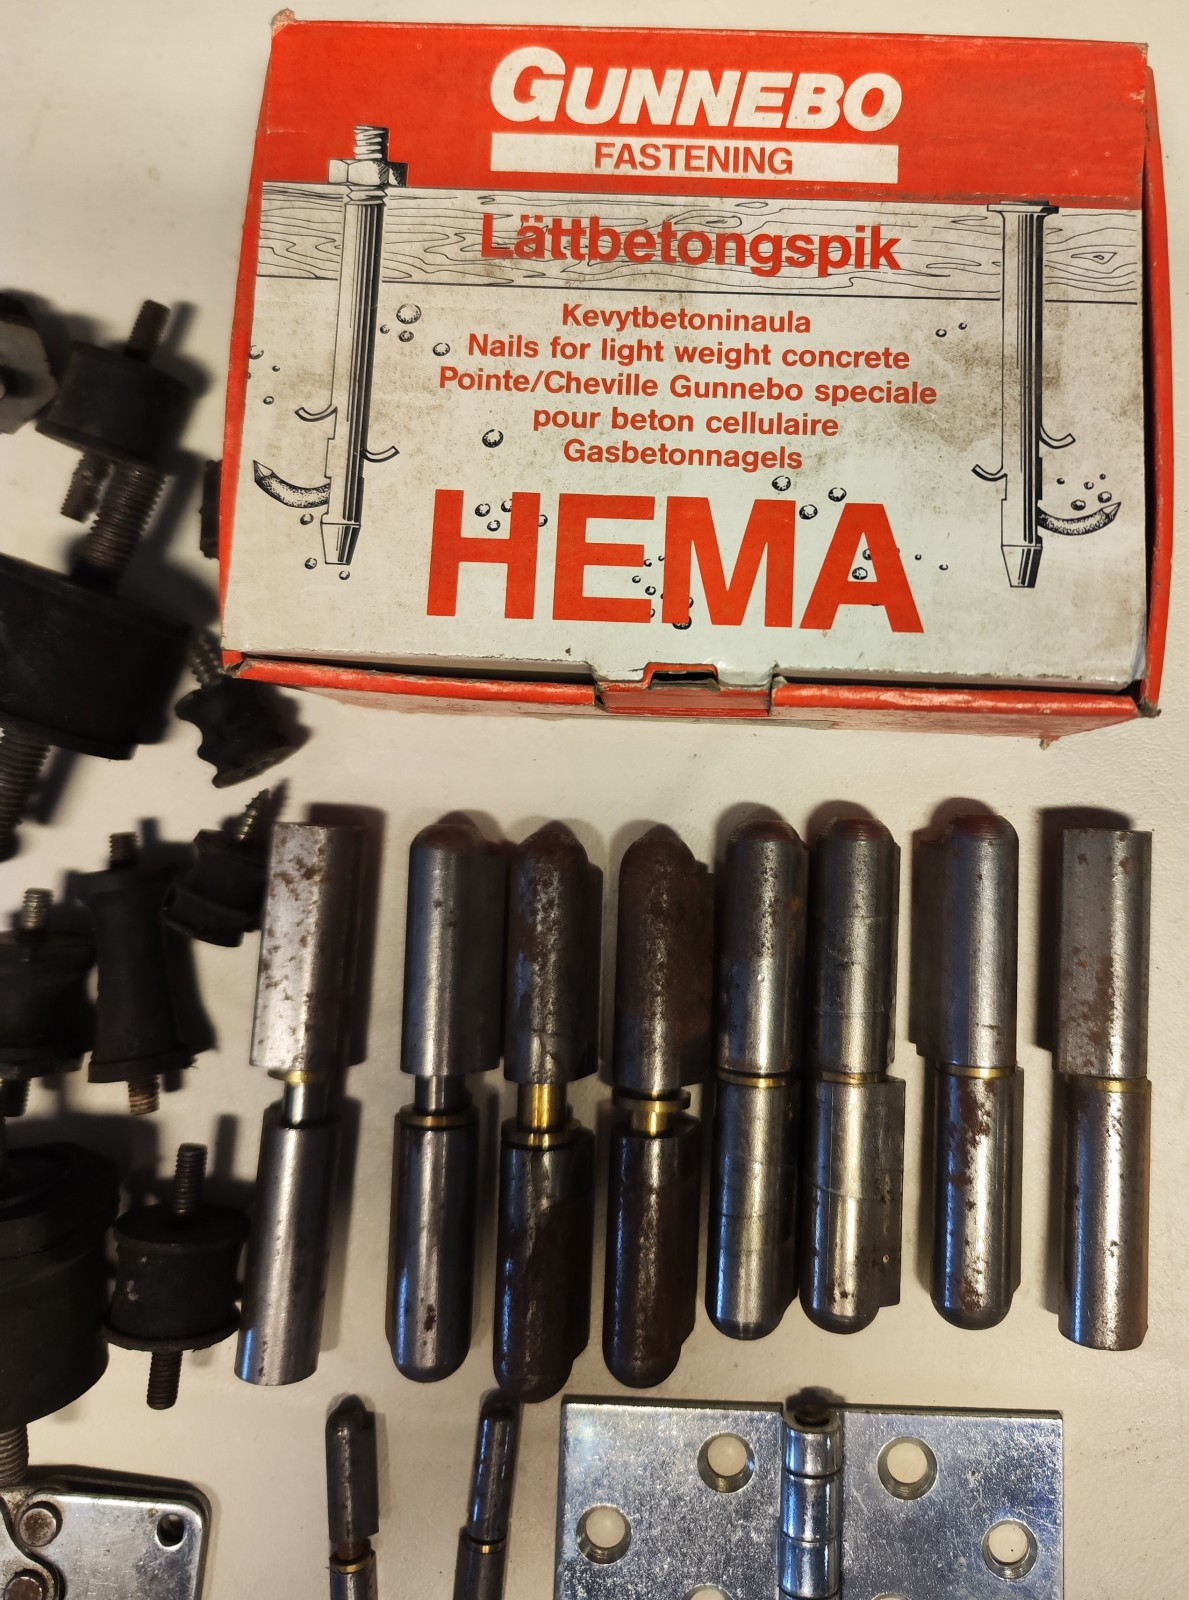 GUNNEBO
FASTENING
Lättbetongspik
Kevytbetoninaula
Nails for light weight concrete
Pointe/Cheville Gunnebo speciale
pour beton cellulaire
Gasbetonnagels
HEMA